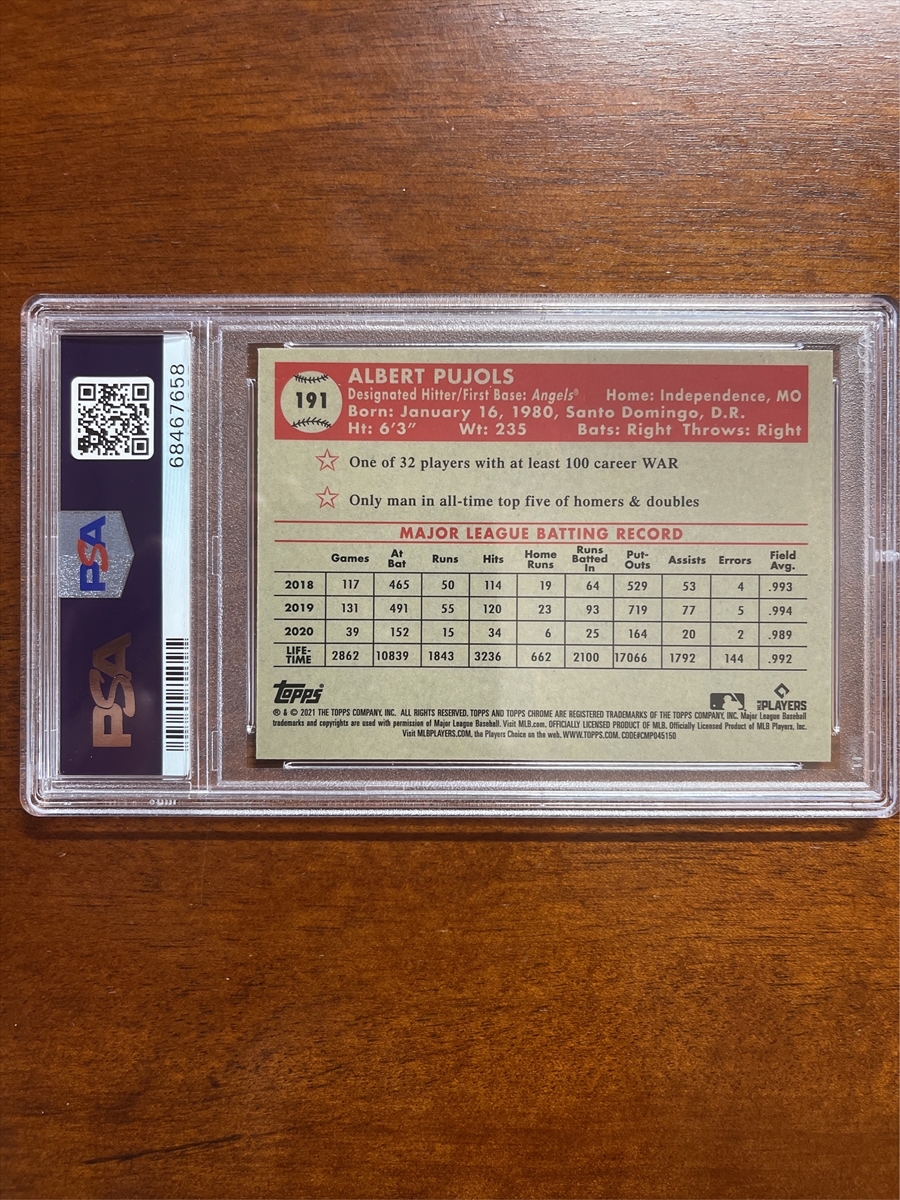 68467658
PSA
PSA
191
ALBERT PUJOLS
Designated Hitter/First Base: Angels® Home: Independence, MO
Born: January 16, 1980, Santo Domingo, D.R.
Ht: 6'3" Wt: 235 Bats: Right Throws: Right
One of 32 players with at least 100 career WAR
Only man in all-time top five of homers & doubles
MAJOR LEAGUE BATTING RECORD
Games At Bat Runs Hits Home Runs Runs Batted In Put-Outs Assists Errors Field Avg.
2018 117 465 50 114 19 64 529 53 4 .993
2019 131 491 55 120 23 93 719 77 5 .994
2020 39 152 15 34 6 25 164 20 2 .989
LIFE-TIME 2862 10839 1843 3236 662 2100 17066 1792 144 .992
Topps®
MLB PLAYERS
® & © 2021 THE TOPPS COMPANY, INC. ALL RIGHTS RESERVED. TOPPS AND TOPPS CHROME ARE REGISTERED TRADEMARKS OF THE TOPPS COMPANY, INC. Major League Baseball
trademarks and copyrights are used with permission of Major League Baseball. Visit MLB.com. OFFICIALLY LICENSED PRODUCT OF MLB. Officially Licensed Product of MLB Players, Inc.
Visit MLBPLAYERS.COM, the Players Choice on the web. WWW.TOPPS.COM. CODE#CMP045150